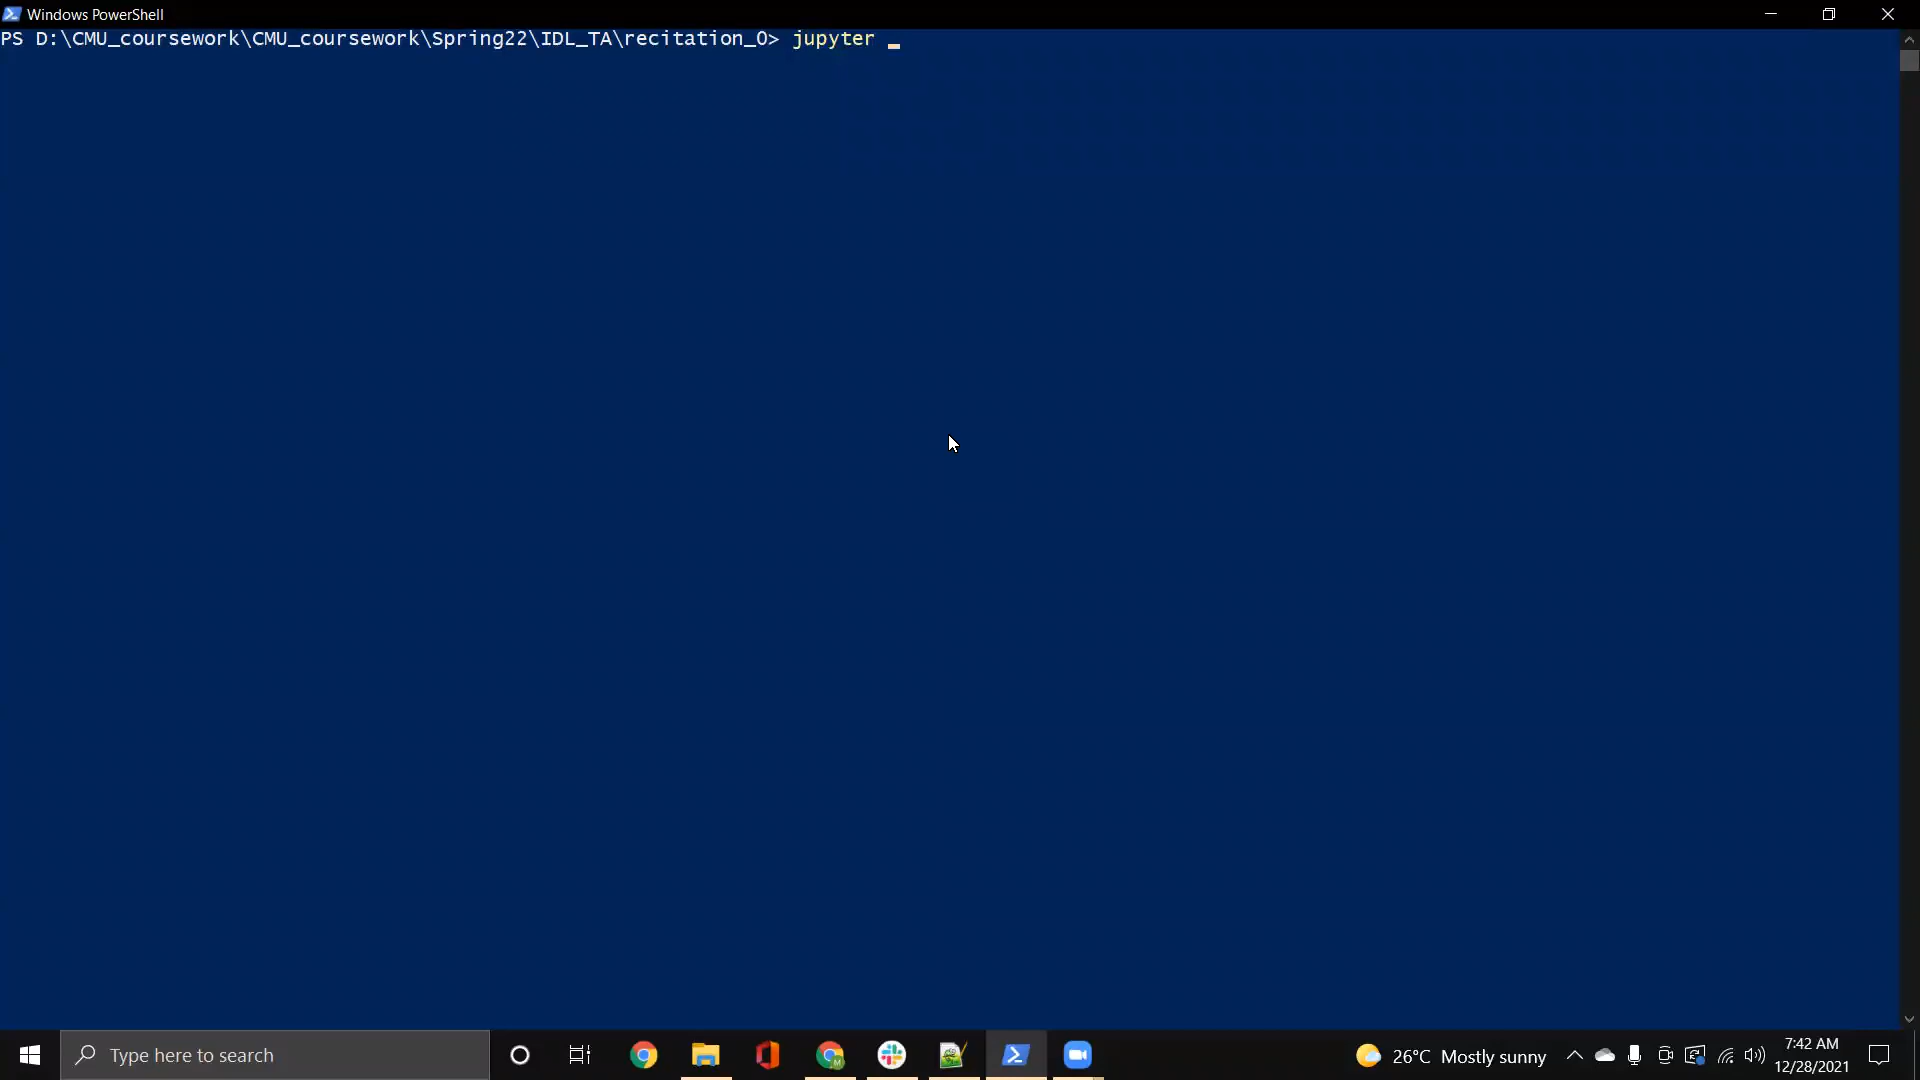 Windows PowerShell
PS D:\CMU_coursework\CMU_coursework\Spring22\IDL_TA\recitation_0> jupyter _
Type here to search
26°C Mostly sunny
7:42 AM
12/28/2021